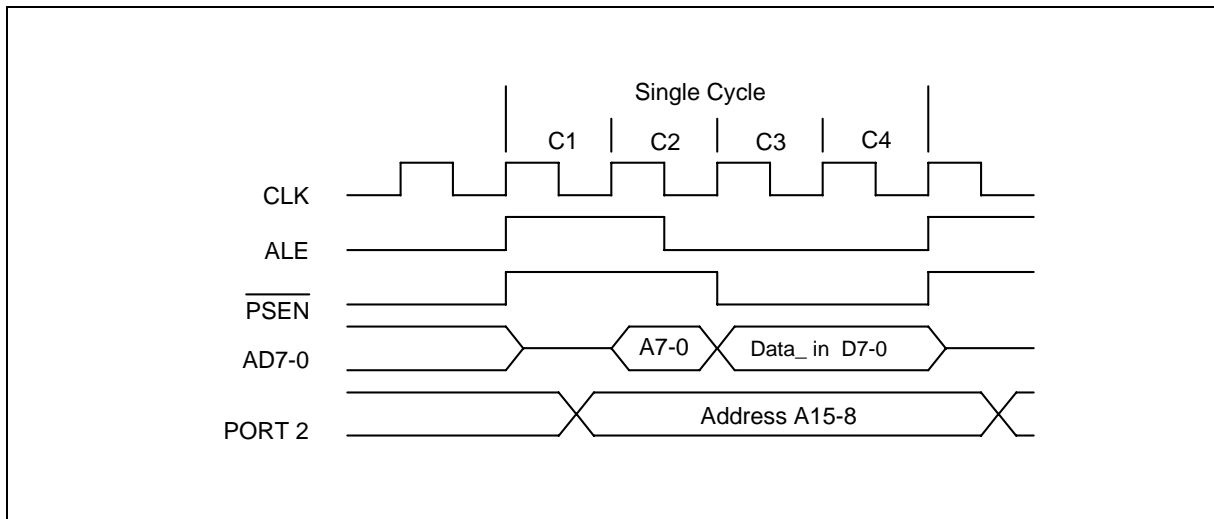 Single Cycle
C1 C2 C3 C4
CLK
ALE
PSEN
AD7-0 A7-0 Data_ in D7-0
PORT 2 Address A15-8